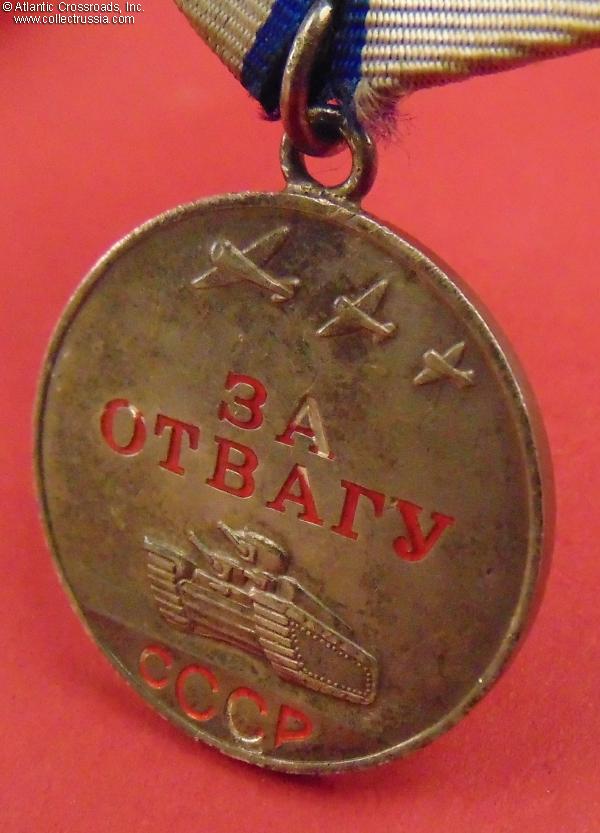 © Atlantic Crossroads, Inc.
www.collectrussia.com
ЗА
ОТВАГУ
СССР